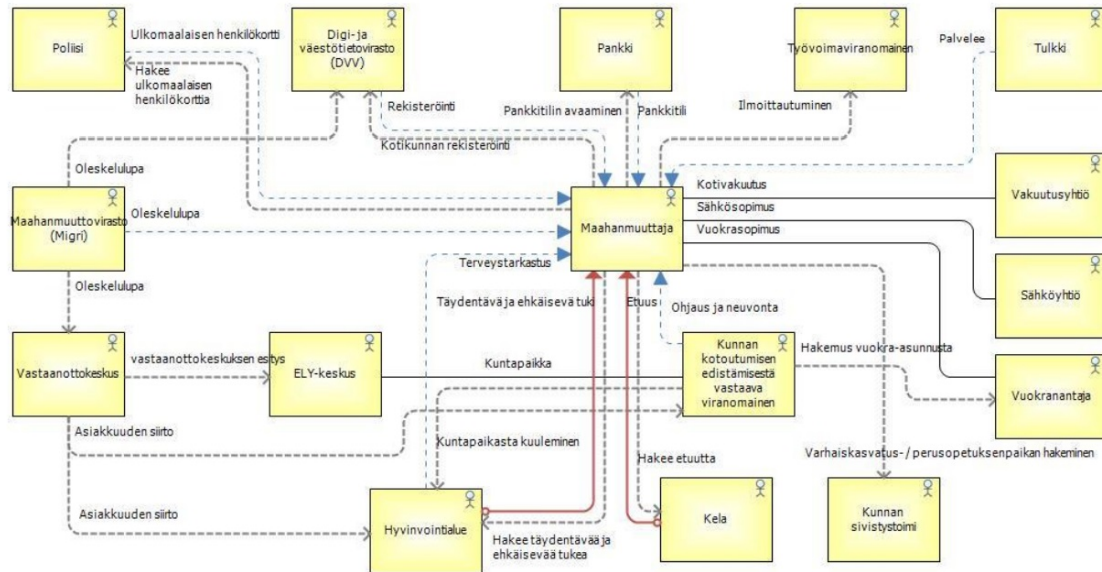 Poliisi
Ulkomaalaisen henkilökortti
Hakee
ulkomaalaisen
henkilökorttia
Digi- ja
väestötietovirasto
(DVV)
Pankki
Työvoimaviranomainen
Palvelee
Tulkki
Rekisteröinti
Pankkitilin avaaminen
Pankkitili
Ilmoittautuminen
Kotikunnan rekisteröinti
Oleskelulupa
Maahanmuuttovirasto
(Migri)
Oleskelulupa
Maahanmuuttaja
Kotivakuutus
Sähkösopimus
Vuokrasopimus
Vakuutusyhtiö
Terveystarkastus
Oleskelulupa
Täydentävä ja ehkäisevä tuki
Etuus
Ohjaus ja neuvonta
Sähköyhtiö
Vastaanottokeskus
vastaanottokeskuksen esitys
ELY-keskus
Kuntapaikka
Kunnan
kotoutumisen
edistämisestä
vastaava
viranomainen
Hakemus vuokra-asunnusta
Vuokranantaja
Asiakkuuden siirto
Kuntapaikasta kuuleminen
Hakee etuutta
Varhaiskasvatus- / perusopetuksenpaikan hakeminen
Asiakkuuden siirto
Hyvinvointialue
Hakee täydentävää ja
ehkäisevää tukea
Kela
Kunnan
sivistystoimi